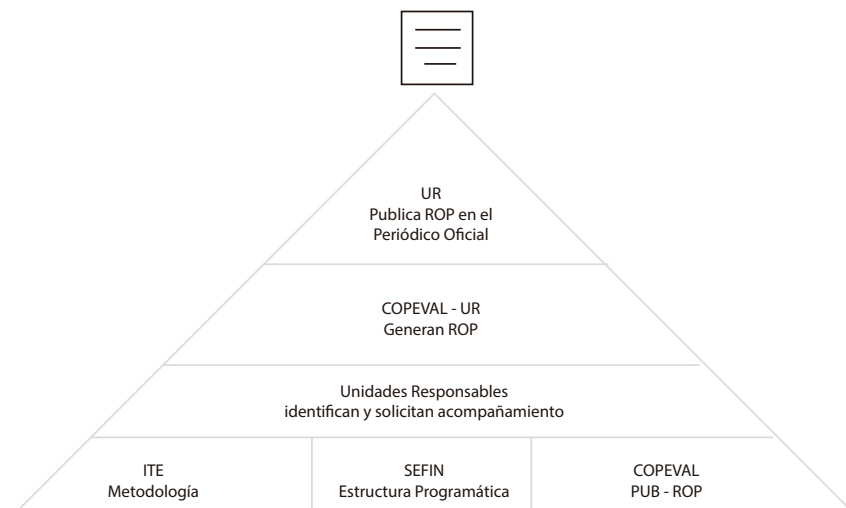 UR
Publica ROP en el
Periódico Oficial
COPEVAL - UR
Generan ROP
Unidades Responsables
identifican y solicitan acompañamiento
ITE
Metodología
SEFIN
Estructura Programática
COPEVAL
PUB - ROP